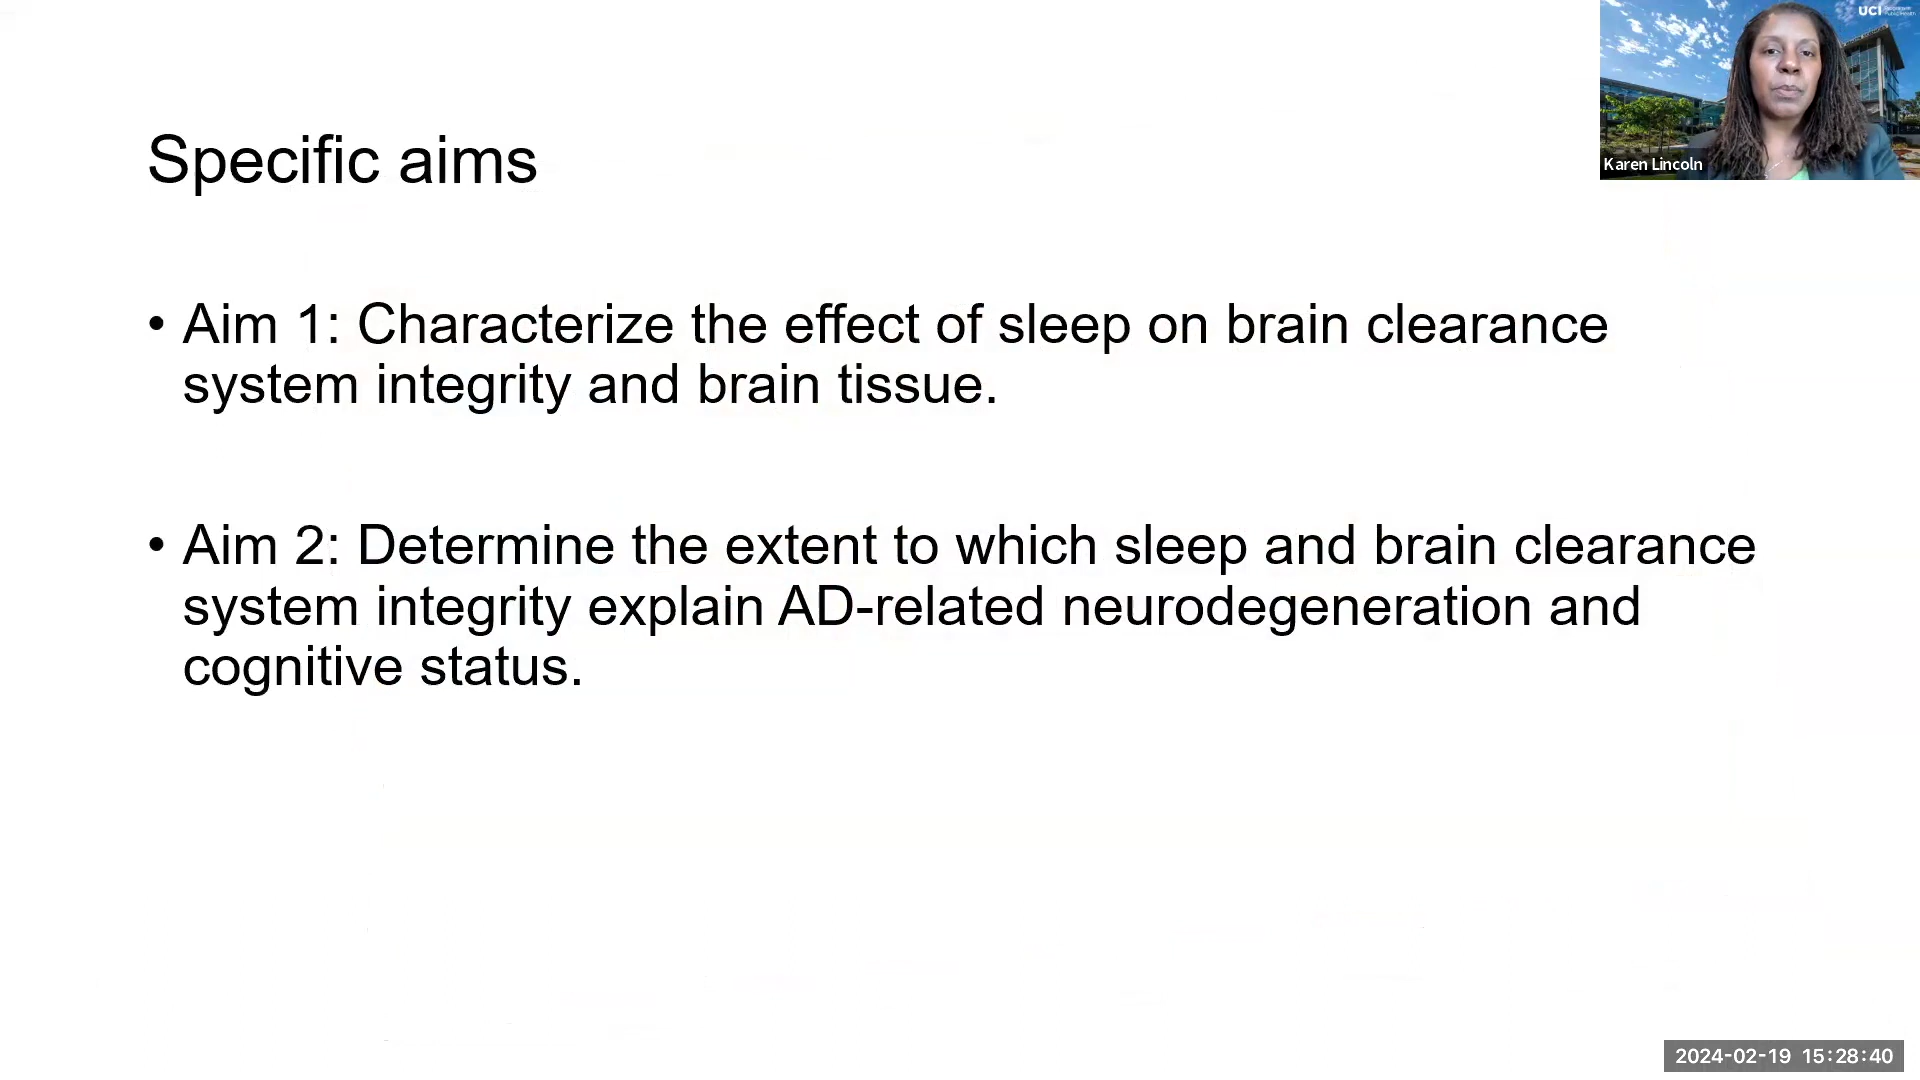 UCI
Karen Lincoln
Specific aims
• Aim 1: Characterize the effect of sleep on brain clearance
system integrity and brain tissue.
• Aim 2: Determine the extent to which sleep and brain clearance
system integrity explain AD-related neurodegeneration and
cognitive status.
2024-02-19 15:28:40